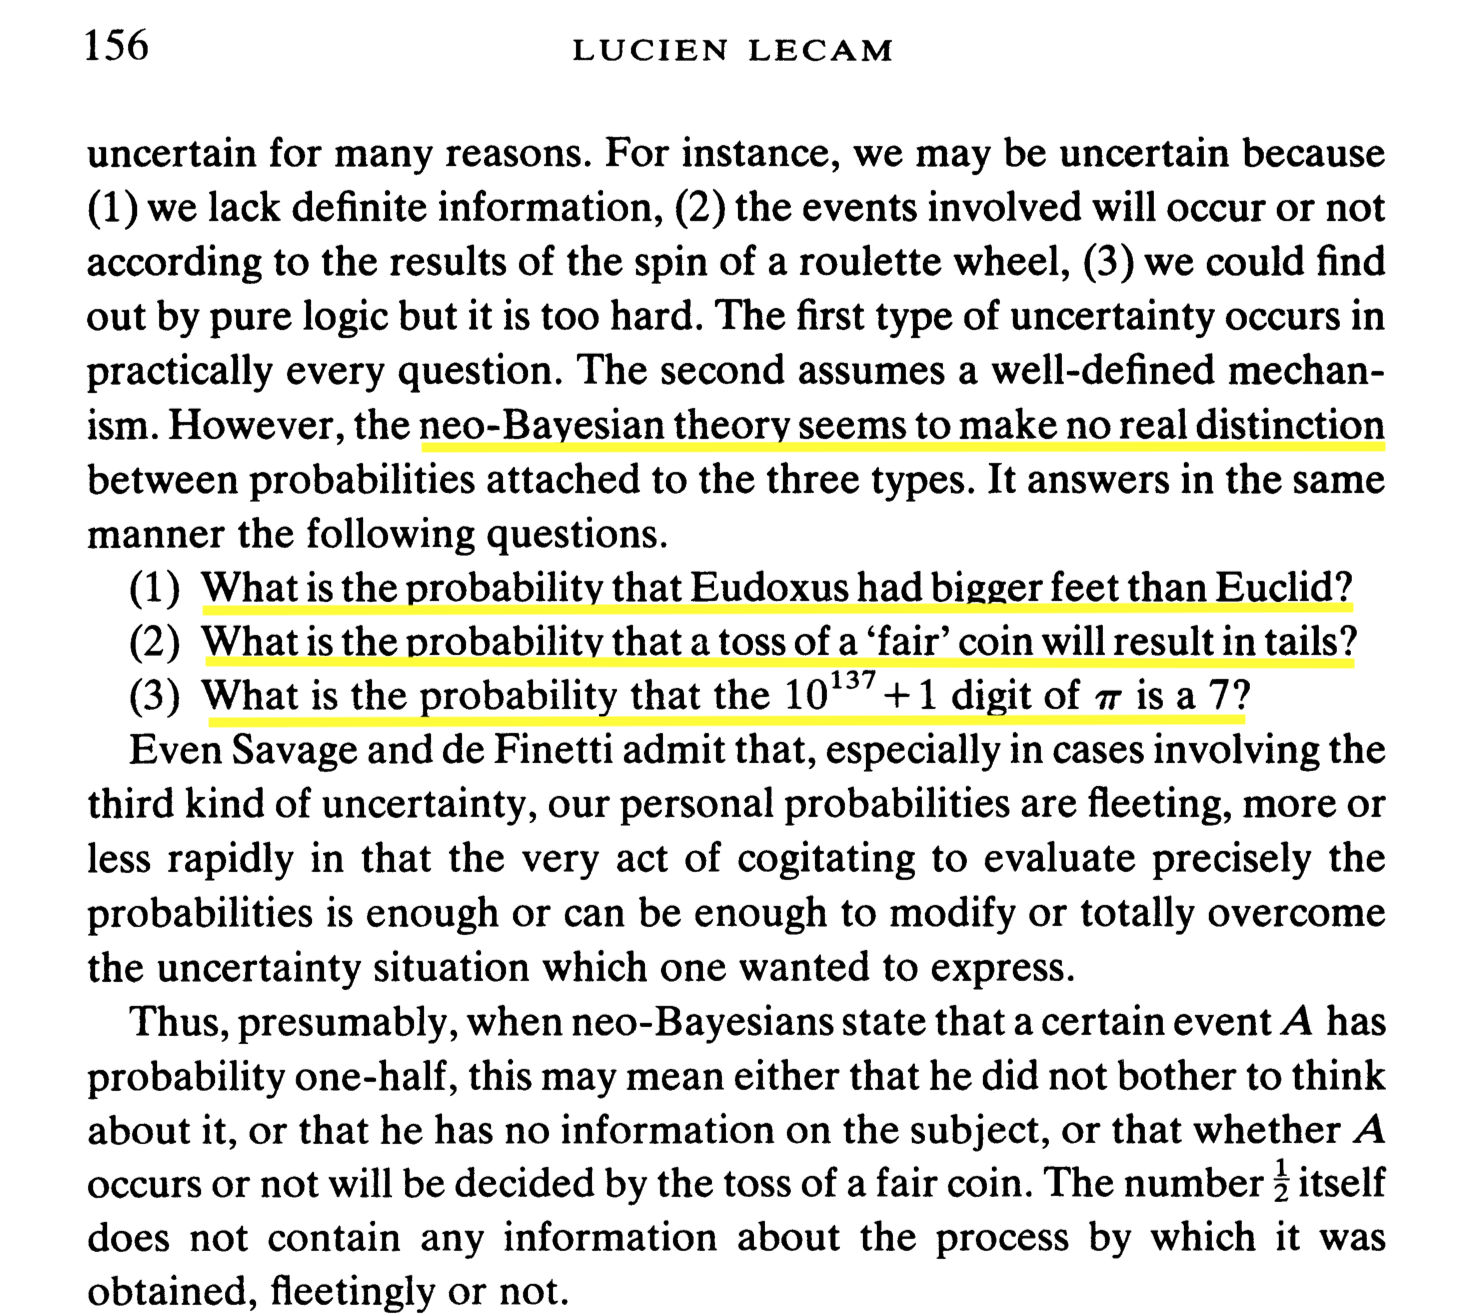 156
LUCIEN LECAM
uncertain for many reasons. For instance, we may be uncertain because
(1) we lack definite information, (2) the events involved will occur or not
according to the results of the spin of a roulette wheel, (3) we could find
out by pure logic but it is too hard. The first type of uncertainty occurs in
practically every question. The second assumes a well-defined mechan-
ism. However, the neo-Bayesian theory seems to make no real distinction
between probabilities attached to the three types. It answers in the same
manner the following questions.
(1) What is the probability that Eudoxus had bigger feet than Euclid?
(2) What is the probability that a toss of a ‘fair’ coin will result in tails?
(3) What is the probability that the 10¹³⁷ + 1 digit of π is a 7?
Even Savage and de Finetti admit that, especially in cases involving the
third kind of uncertainty, our personal probabilities are fleeting, more or
less rapidly in that the very act of cogitating to evaluate precisely the
probabilities is enough or can be enough to modify or totally overcome
the uncertainty situation which one wanted to express.
Thus, presumably, when neo-Bayesians state that a certain event A has
probability one-half, this may mean either that he did not bother to think
about it, or that he has no information on the subject, or that whether A
occurs or not will be decided by the toss of a fair coin. The number ½ itself
does not contain any information about the process by which it was
obtained, fleetingly or not.